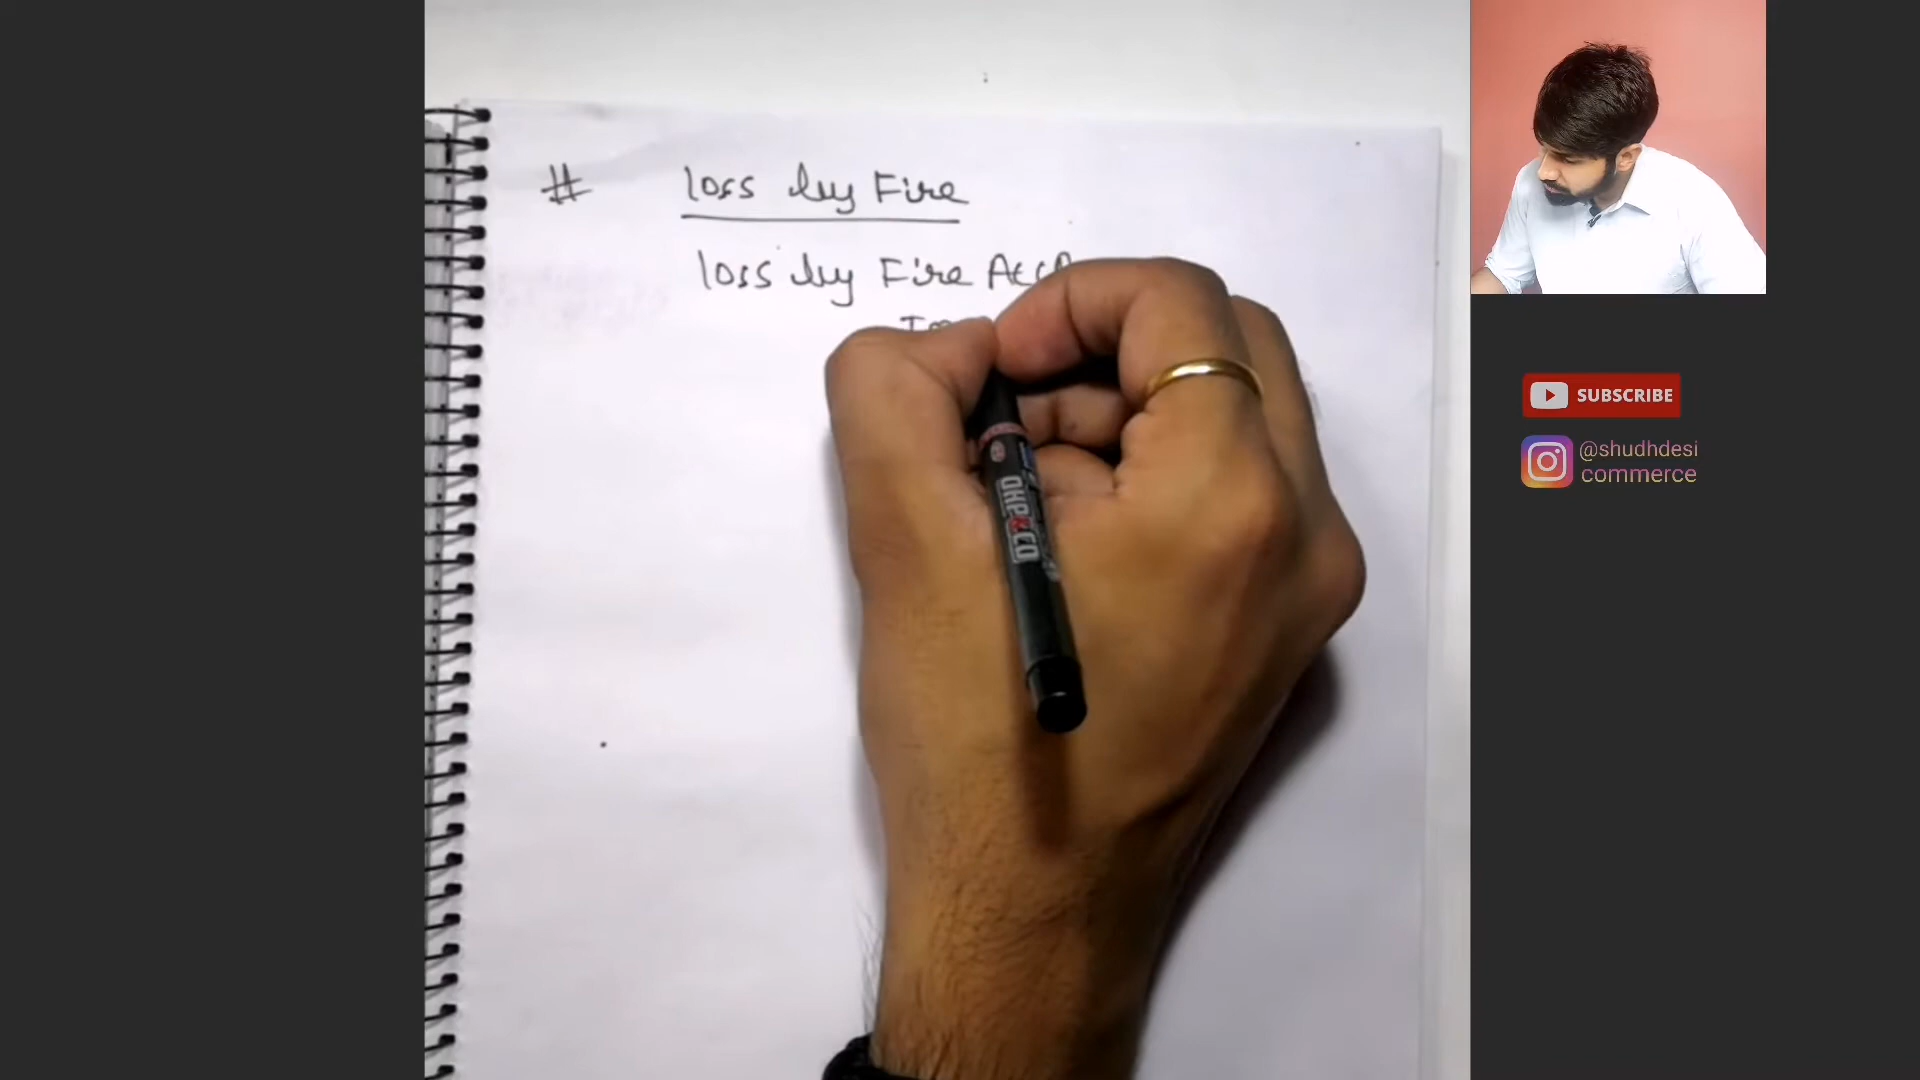 # Loss by Fire
Loss by Fire A/c
SUBSCRIBE
@shudhdesi
commerce